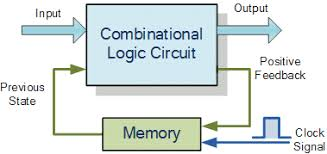 Input
Output
Combinational
Logic Circuit
Previous
State
Positive
Feedback
Memory
Clock
Signal